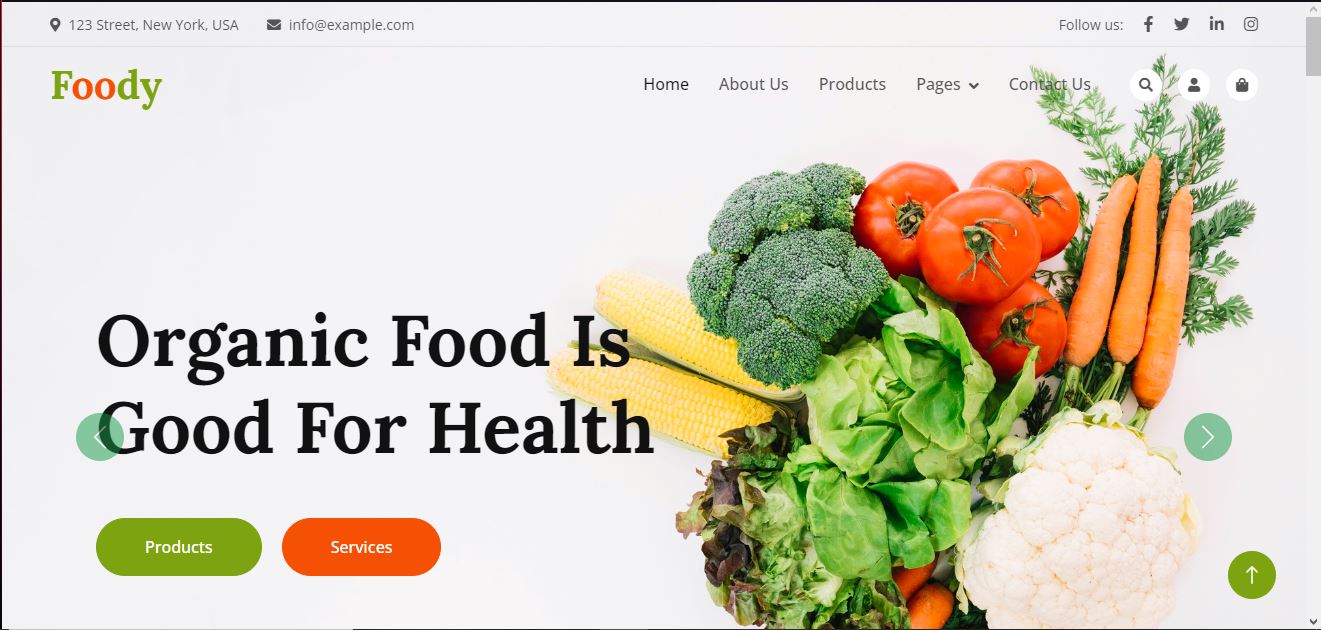 123 Street, New York, USA info@example.com Follow us:
Foody Home About Us Products Pages Contact Us
Organic Food Is
Good For Health
Products Services